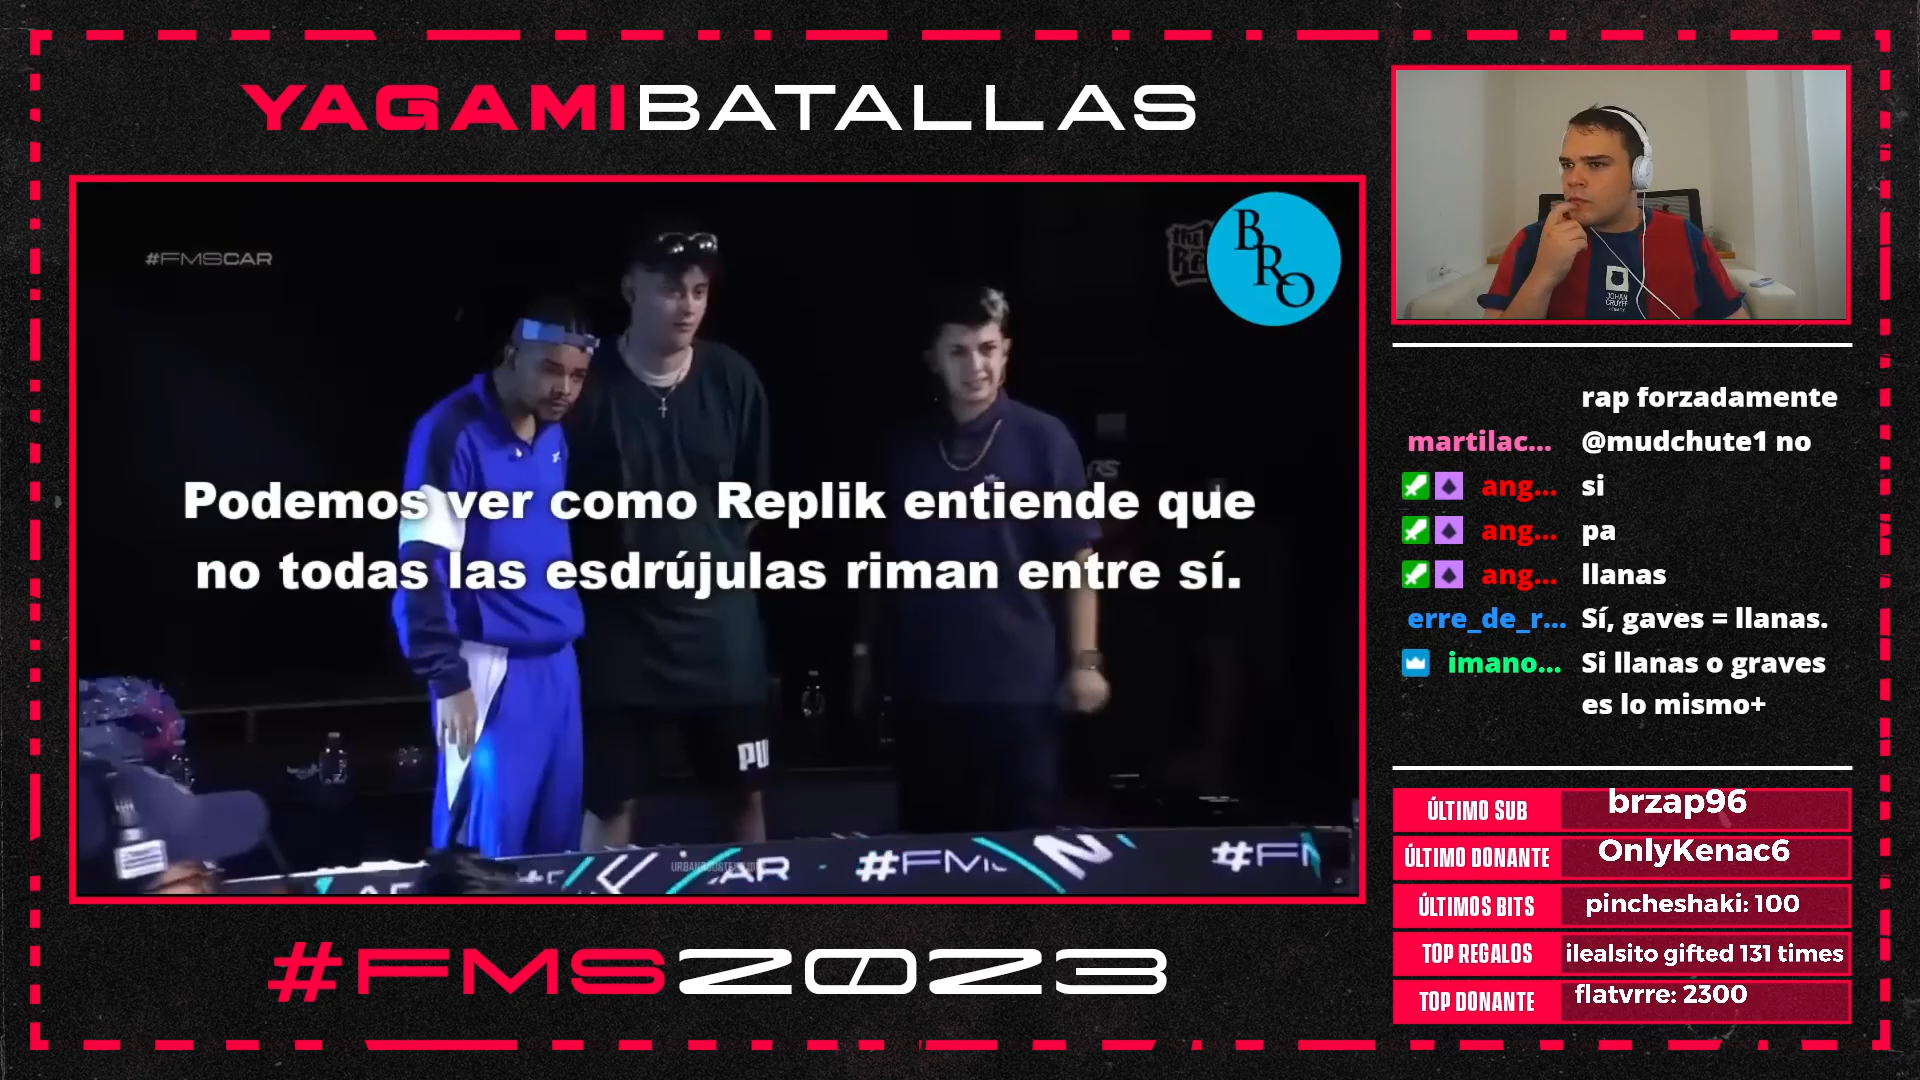 YAGAMIBATALLAS
#FMSCAR
BRO
Podemos ver como Replik entiende que
no todas las esdrújulas riman entre sí.
PU
#FM
#F
#FMS2023
JOHAN
CRUYFF
rap forzadamente
martilac... @mudchute1 no
ang... si
ang... pa
ang... llanas
erre_de_r... Sí, gaves = llanas.
imano... Si llanas o graves
es lo mismo+
ÚLTIMO SUB brzap96
ÚLTIMO DONANTE OnlyKenac6
ÚLTIMOS BITS pincheshaki: 100
TOP REGALOS ilealsito gifted 131 times
TOP DONANTE flatvrre: 2300